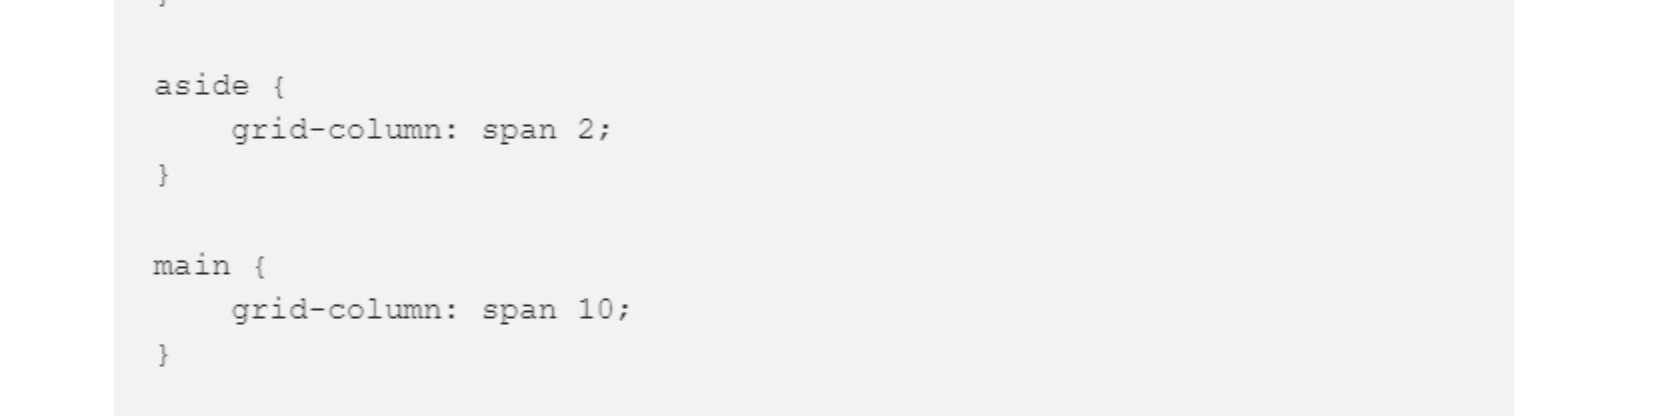 }
aside {
    grid-column: span 2;
}
main {
    grid-column: span 10;
}